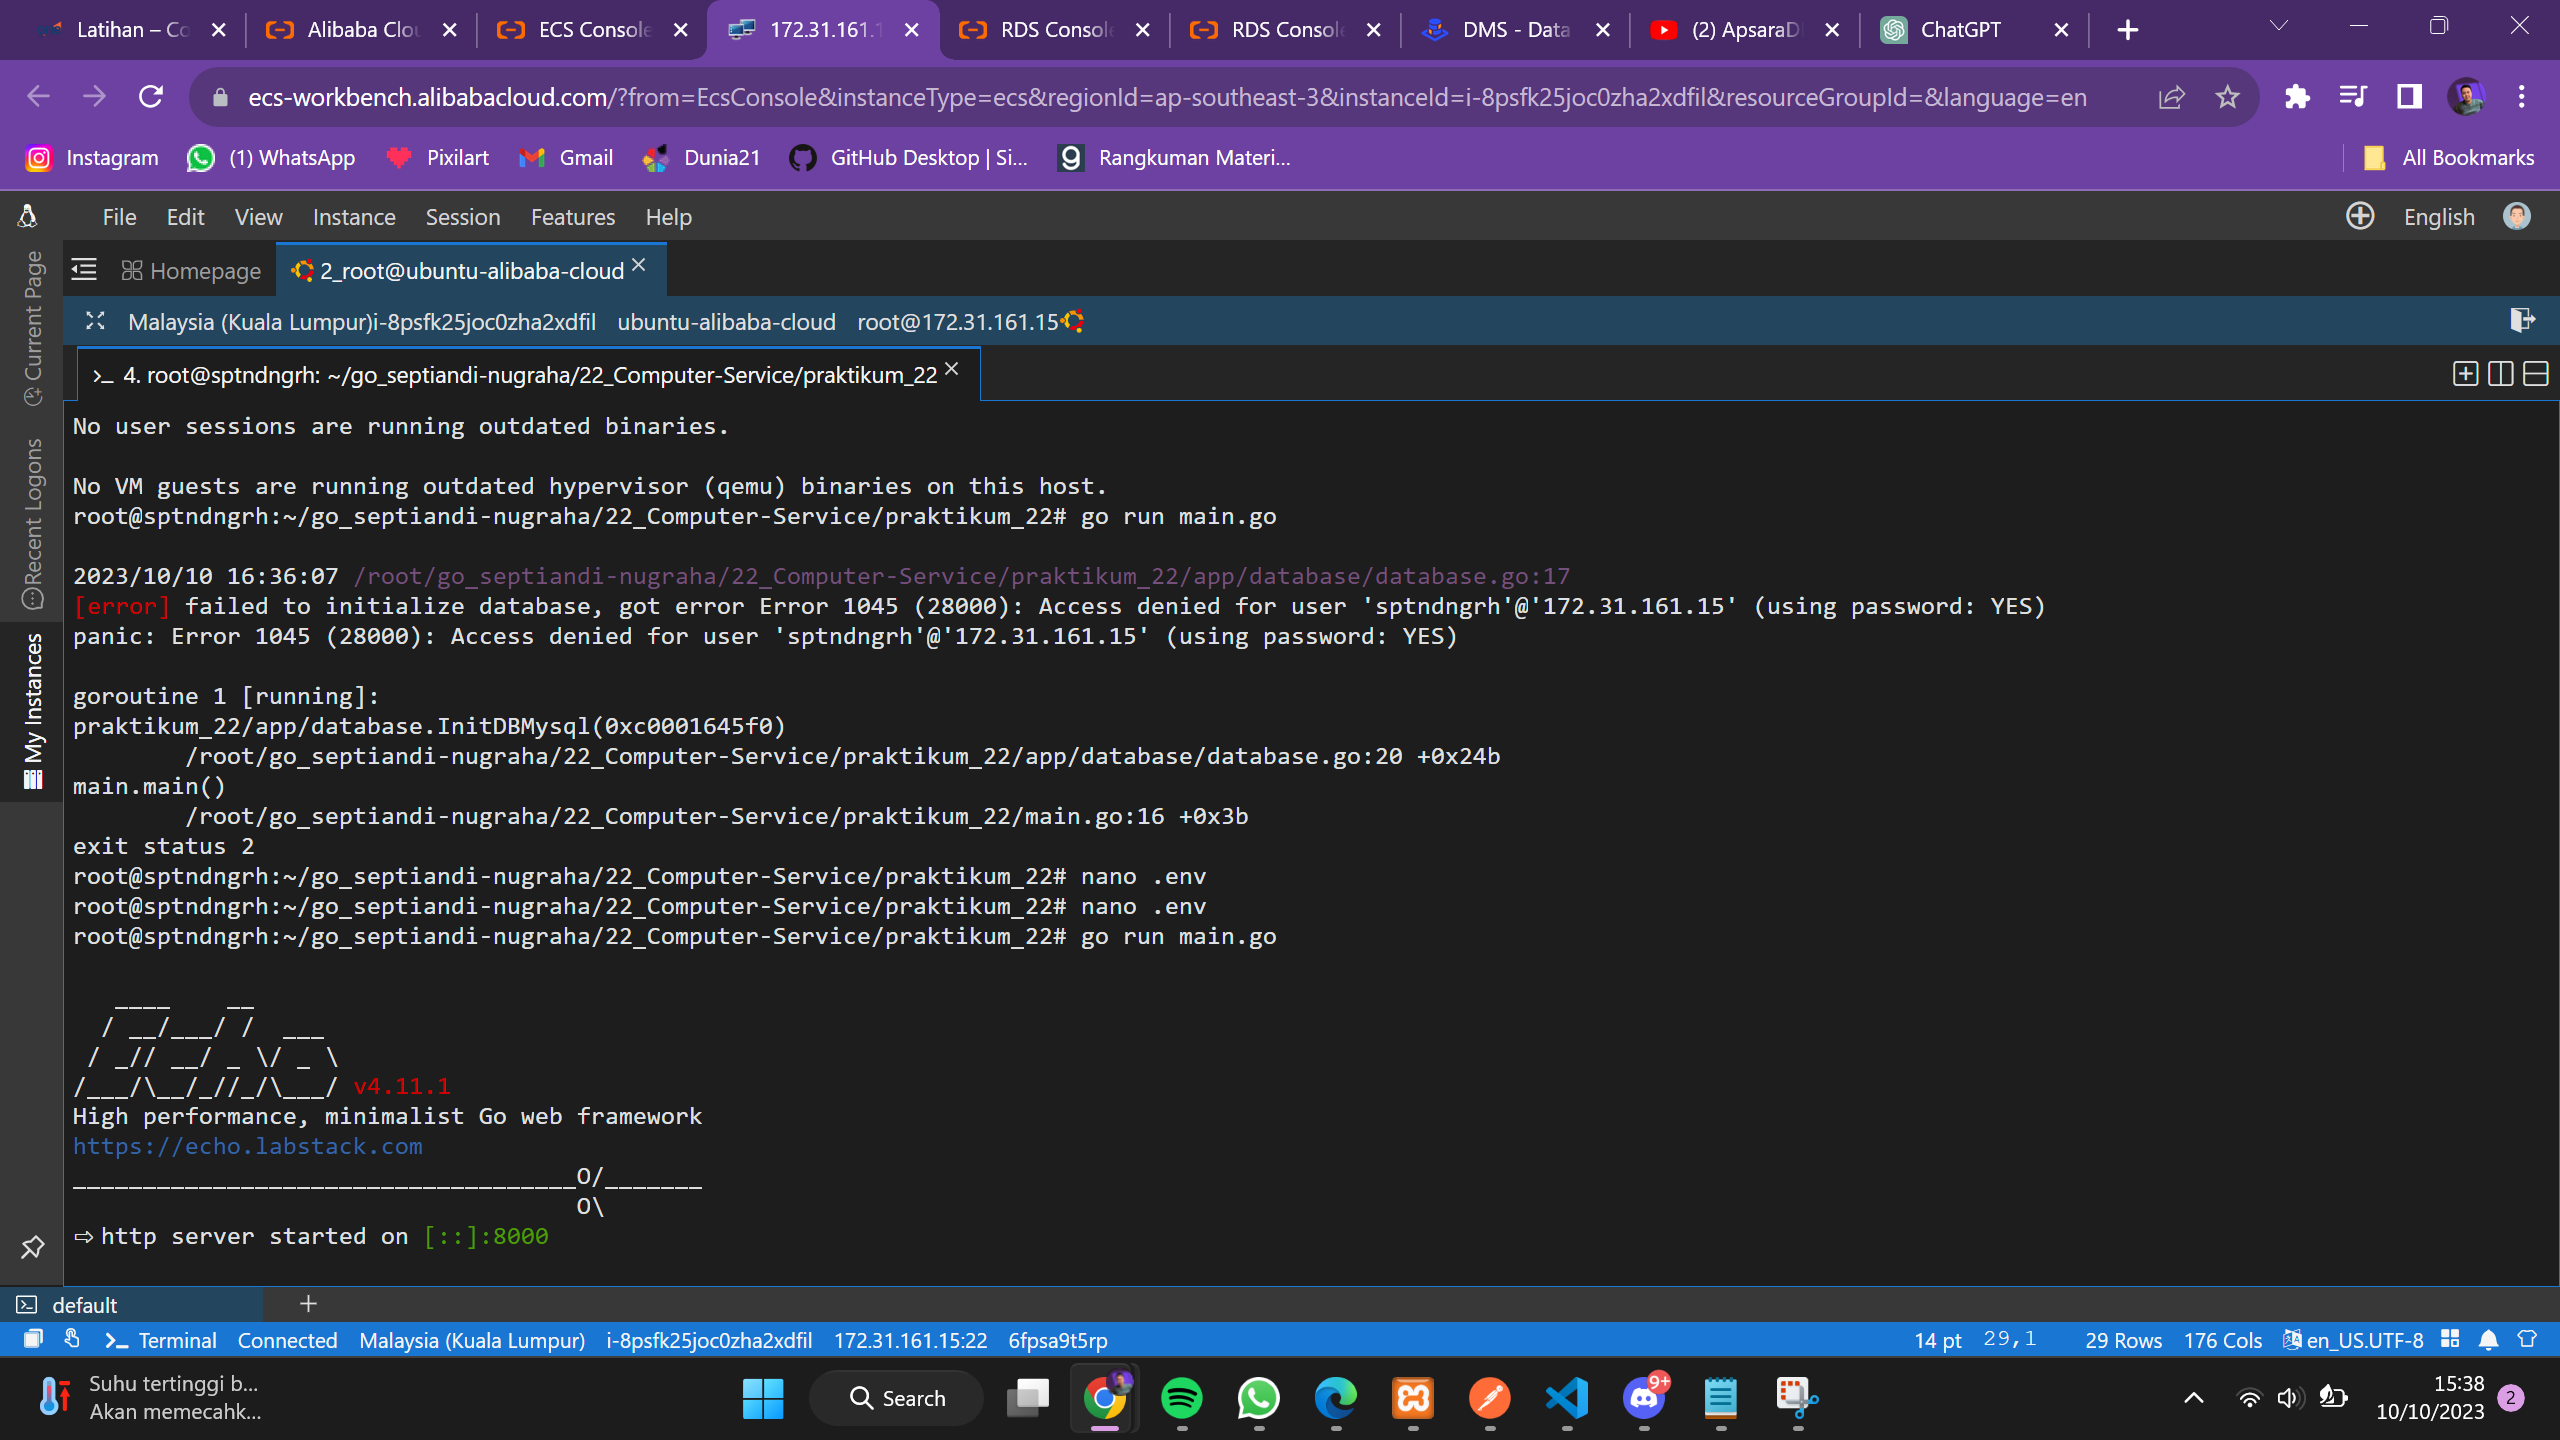 Latihan – Co
Alibaba Clou
ECS Console
172.31.161.1
RDS Console
RDS Console
DMS - Data
(2) ApsaraD
ChatGPT
ecs-workbench.alibabacloud.com/?from=EcsConsole&instanceType=ecs&regionId=ap-southeast-3&instanceId=i-8psfk25joc0zha2xdfil&resourceGroupId=&language=en
Instagram
(1) WhatsApp
Pixilart
Gmail
Dunia21
GitHub Desktop | Si...
Rangkuman Materi...
All Bookmarks
File Edit View Instance Session Features Help
English
Current Page
Recent Logons
My Instances
Homepage
2_root@ubuntu-alibaba-cloud
Malaysia (Kuala Lumpur)i-8psfk25joc0zha2xdfil ubuntu-alibaba-cloud root@172.31.161.15
4. root@sptndngrh: ~/go_septiandi-nugraha/22_Computer-Service/praktikum_22
No user sessions are running outdated binaries.
No VM guests are running outdated hypervisor (qemu) binaries on this host.
root@sptndngrh:~/go_septiandi-nugraha/22_Computer-Service/praktikum_22# go run main.go
2023/10/10 16:36:07 /root/go_septiandi-nugraha/22_Computer-Service/praktikum_22/app/database/database.go:17
[error] failed to initialize database, got error Error 1045 (28000): Access denied for user 'sptndngrh'@'172.31.161.15' (using password: YES)
panic: Error 1045 (28000): Access denied for user 'sptndngrh'@'172.31.161.15' (using password: YES)
goroutine 1 [running]:
praktikum_22/app/database.InitDBMysql(0xc0001645f0)
/root/go_septiandi-nugraha/22_Computer-Service/praktikum_22/app/database/database.go:20 +0x24b
main.main()
/root/go_septiandi-nugraha/22_Computer-Service/praktikum_22/main.go:16 +0x3b
exit status 2
root@sptndngrh:~/go_septiandi-nugraha/22_Computer-Service/praktikum_22# nano .env
root@sptndngrh:~/go_septiandi-nugraha/22_Computer-Service/praktikum_22# nano .env
root@sptndngrh:~/go_septiandi-nugraha/22_Computer-Service/praktikum_22# go run main.go
   ____    __
  / __/___/ /  ___
 / _// __/ _ \/ _ \
/___/\__/_//_/\___/ v4.11.1
High performance, minimalist Go web framework
https://echo.labstack.com
____________________________________O/_______
                                    O\
⇨ http server started on [::]:8000
default
Terminal Connected Malaysia (Kuala Lumpur) i-8psfk25joc0zha2xdfil 172.31.161.15:22 6fpsa9t5rp
14 pt 29,1 29 Rows 176 Cols en_US.UTF-8
Suhu tertinggi b...
Akan memecahk...
Search
9+
15:38
10/10/2023
2